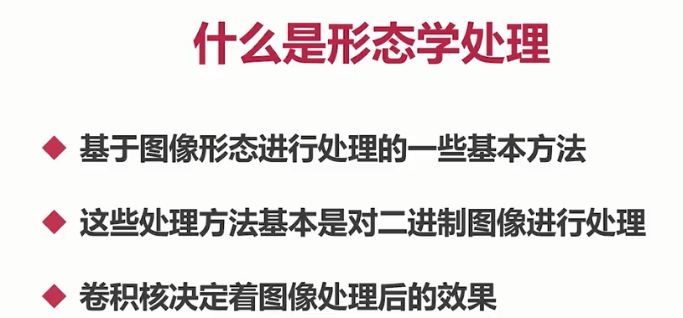 什么是形态学处理
基于图像形态进行处理的一些基本方法
这些处理方法基本是对二进制图像进行处理
卷积核决定着图像处理后的效果